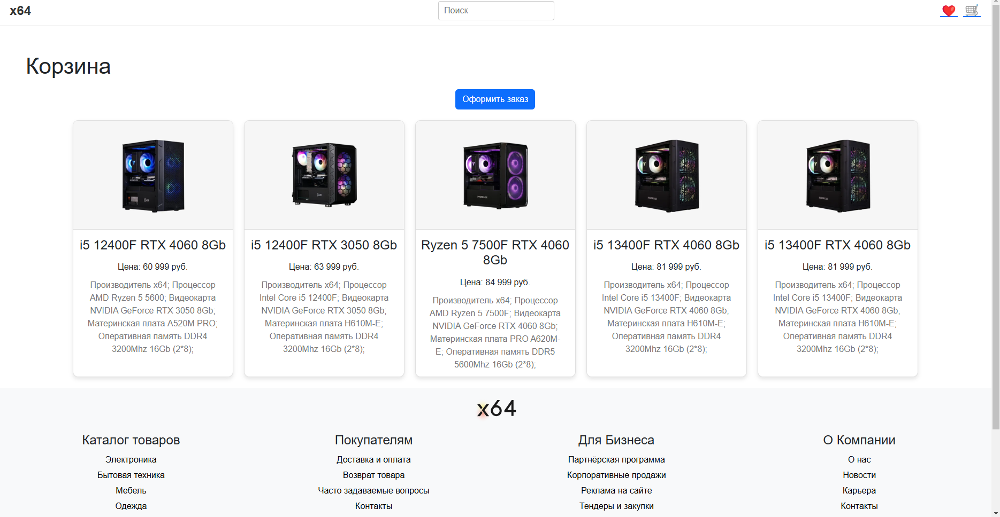 x64
Поиск
Корзина
Оформить заказ
i5 12400F RTX 4060 8Gb
Цена: 60 999 руб.
Производитель x64; Процессор
AMD Ryzen 5 5600; Видеокарта
NVIDIA GeForce RTX 3050 8Gb;
Материнская плата A520M PRO;
Оперативная память DDR4
3200Mhz 16Gb (2*8);
i5 12400F RTX 3050 8Gb
Цена: 63 999 руб.
Производитель x64; Процессор
Intel Core i5 12400F; Видеокарта
NVIDIA GeForce RTX 3050 8Gb;
Материнская плата H610M-E;
Оперативная память DDR4
3200Mhz 16Gb (2*8);
Ryzen 5 7500F RTX 4060
8Gb
Цена: 84 999 руб.
Производитель x64; Процессор
AMD Ryzen 5 7500F; Видеокарта
NVIDIA GeForce RTX 4060 8Gb;
Материнская плата PRO A620M-
E; Оперативная память DDR5
5600Mhz 16Gb (2*8);
i5 13400F RTX 4060 8Gb
Цена: 81 999 руб.
Производитель x64; Процессор
Intel Core i5 13400F; Видеокарта
NVIDIA GeForce RTX 4060 8Gb;
Материнская плата H610M-E;
Оперативная память DDR4
3200Mhz 16Gb (2*8);
i5 13400F RTX 4060 8Gb
Цена: 81 999 руб.
Производитель x64; Процессор
Intel Core i5 13400F; Видеокарта
NVIDIA GeForce RTX 4060 8Gb;
Материнская плата H610M-E;
Оперативная память DDR4
3200Mhz 16Gb (2*8);
x64
Каталог товаров
Электроника
Бытовая техника
Мебель
Одежда
Покупателям
Доставка и оплата
Возврат товара
Часто задаваемые вопросы
Контакты
Для Бизнеса
Партнёрская программа
Корпоративные продажи
Реклама на сайте
Тендеры и закупки
О Компании
О нас
Новости
Карьера
Контакты